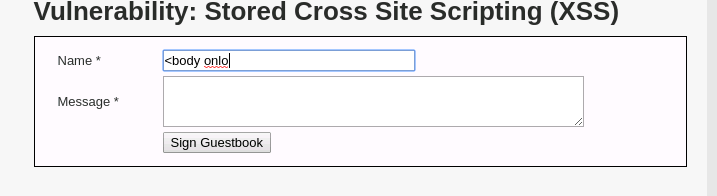 Vulnerability: Stored Cross Site Scripting (XSS)
Name * <body onlo
Message *
Sign Guestbook